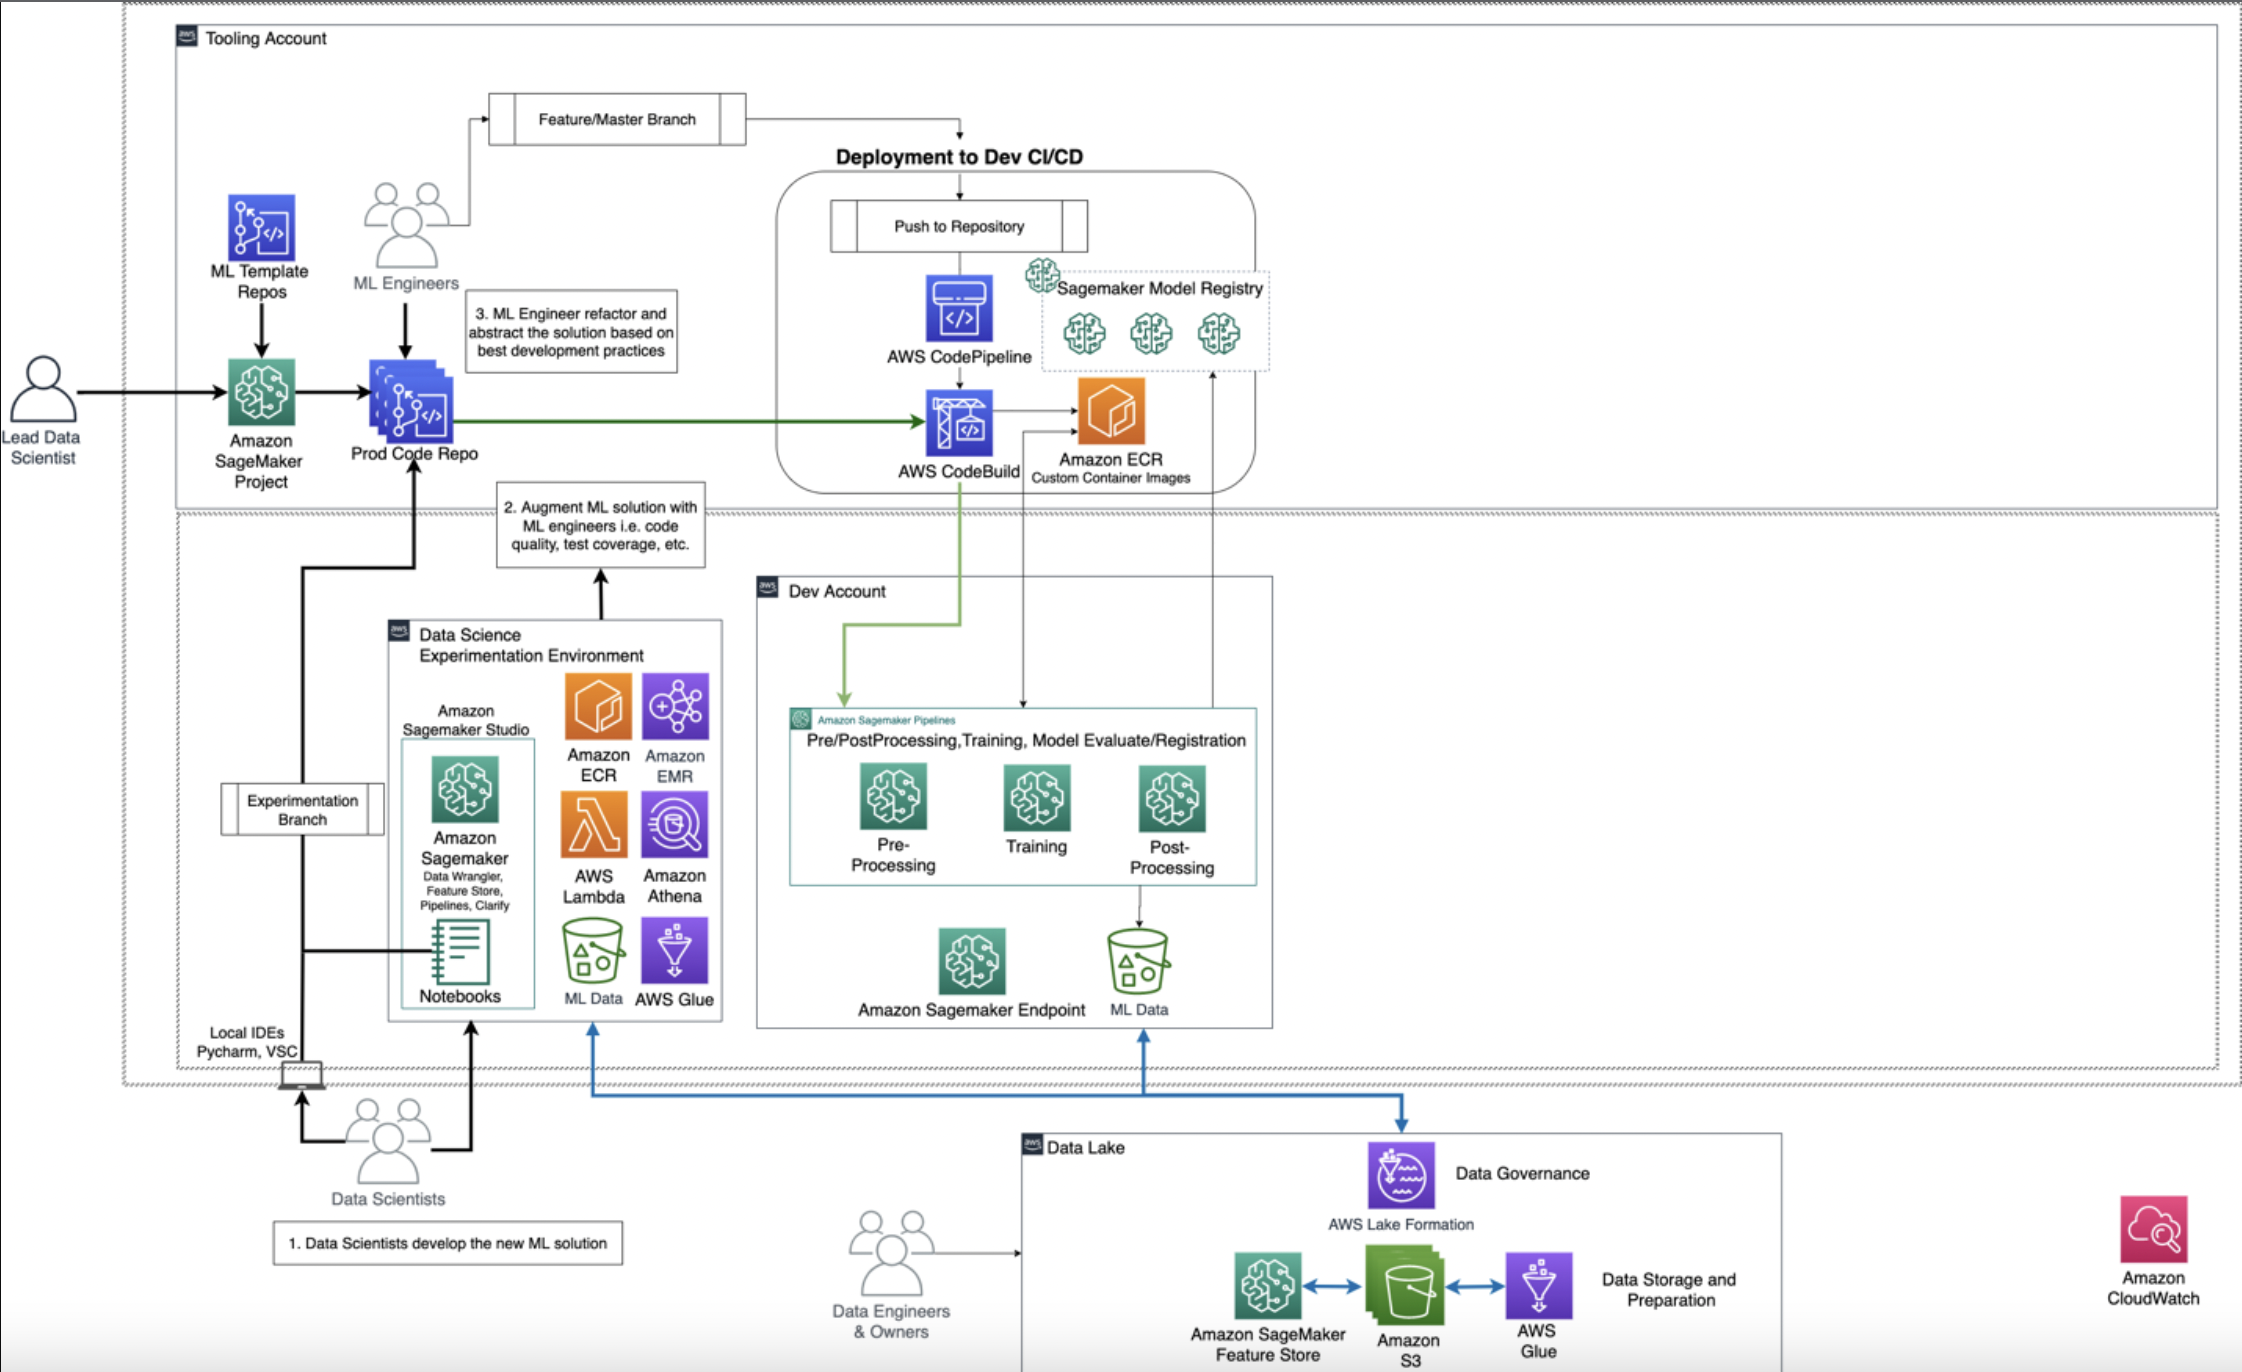 aws
Tooling Account
Feature/Master Branch
Deployment to Dev CI/CD
Push to Repository
ML Template
Repos
ML Engineers
3. ML Engineer refactor and
abstract the solution based on
best development practices
Sagemaker Model Registry
AWS CodePipeline
Lead Data
Scientist
Amazon
SageMaker
Project
Prod Code Repo
AWS CodeBuild
Amazon ECR
Custom Container Images
2. Augment ML solution with
ML engineers i.e. code
quality, test coverage, etc.
aws
Data Science
Experimentation Environment
Amazon
Sagemaker Studio
Amazon
Sagemaker
Data Wrangler,
Feature Store,
Pipelines, Clarify
Notebooks
Amazon
ECR
Amazon
EMR
AWS
Lambda
Amazon
Athena
ML Data
AWS Glue
Experimentation
Branch
Local IDEs
Pycharm, VSC
aws
Dev Account
Amazon Sagemaker Pipelines
Pre/PostProcessing,Training, Model Evaluate/Registration
Pre-
Processing
Training
Post-
Processing
Amazon Sagemaker Endpoint
ML Data
Data Scientists
1. Data Scientists develop the new ML solution
Data Engineers
& Owners
aws
Data Lake
Data Governance
AWS Lake Formation
Amazon SageMaker
Feature Store
Amazon
S3
AWS
Glue
Data Storage and
Preparation
Amazon
CloudWatch